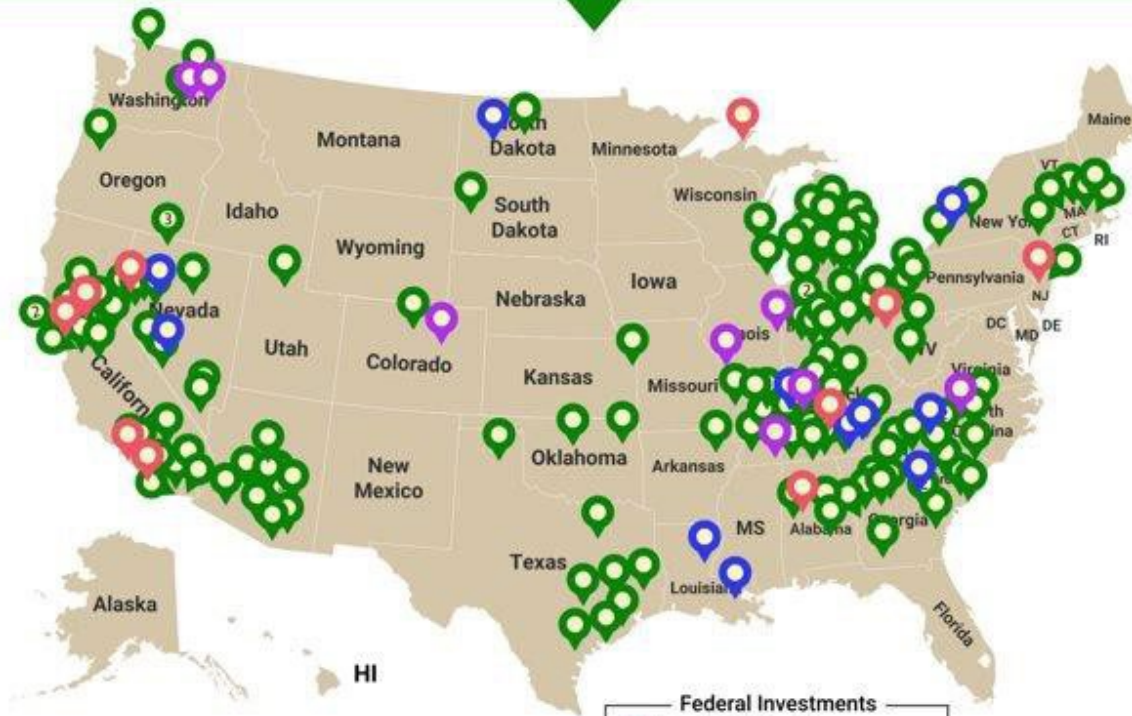 Maine
Washington
North
Dakota
Montana
Minnesota
VT
Oregon
Wisconsin
Idaho
South
Dakota
New York
MA
CT
RI
Wyoming
Iowa
Pennsylvania
Nebraska
NJ
Nevada
2
3
2
DC
MD
DE
Utah
Colorado
Kansas
Missouri
Virginia
Oklahoma
Arkansas
New
Mexico
MS
Alabama
Georgia
Texas
Louisiana
Alaska
Florida
HI
Federal Investments